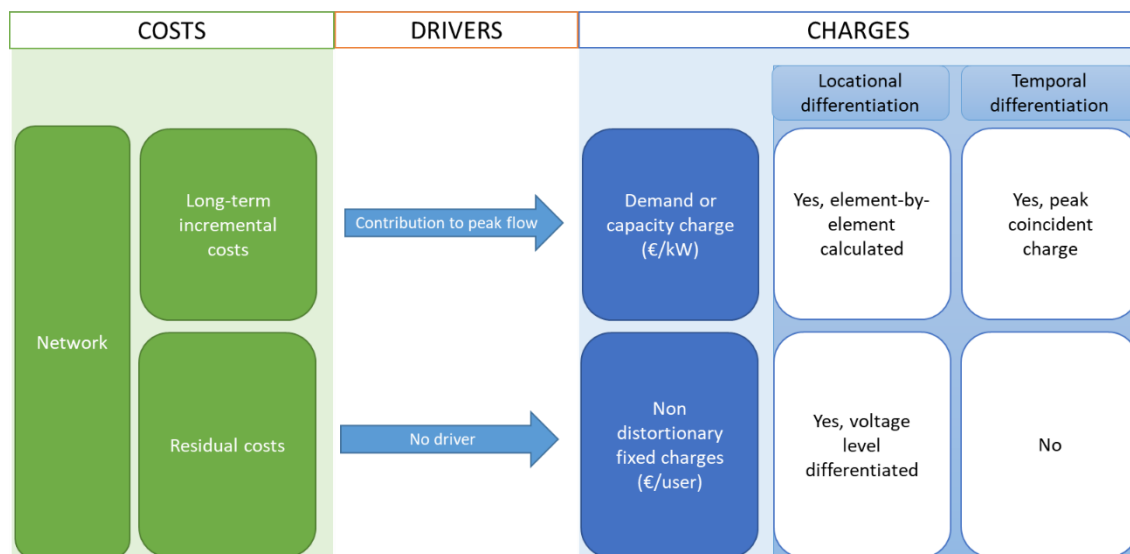 COSTS
DRIVERS
CHARGES
Locational
differentiation
Temporal
differentiation
Network
Long-term
incremental
costs
Contribution to peak flow
Demand or
capacity charge
(€/kW)
Yes, element-by-
element
calculated
Yes, peak
coincident
charge
Residual costs
No driver
Non
distortionary
fixed charges
(€/user)
Yes, voltage
level
differentiated
No